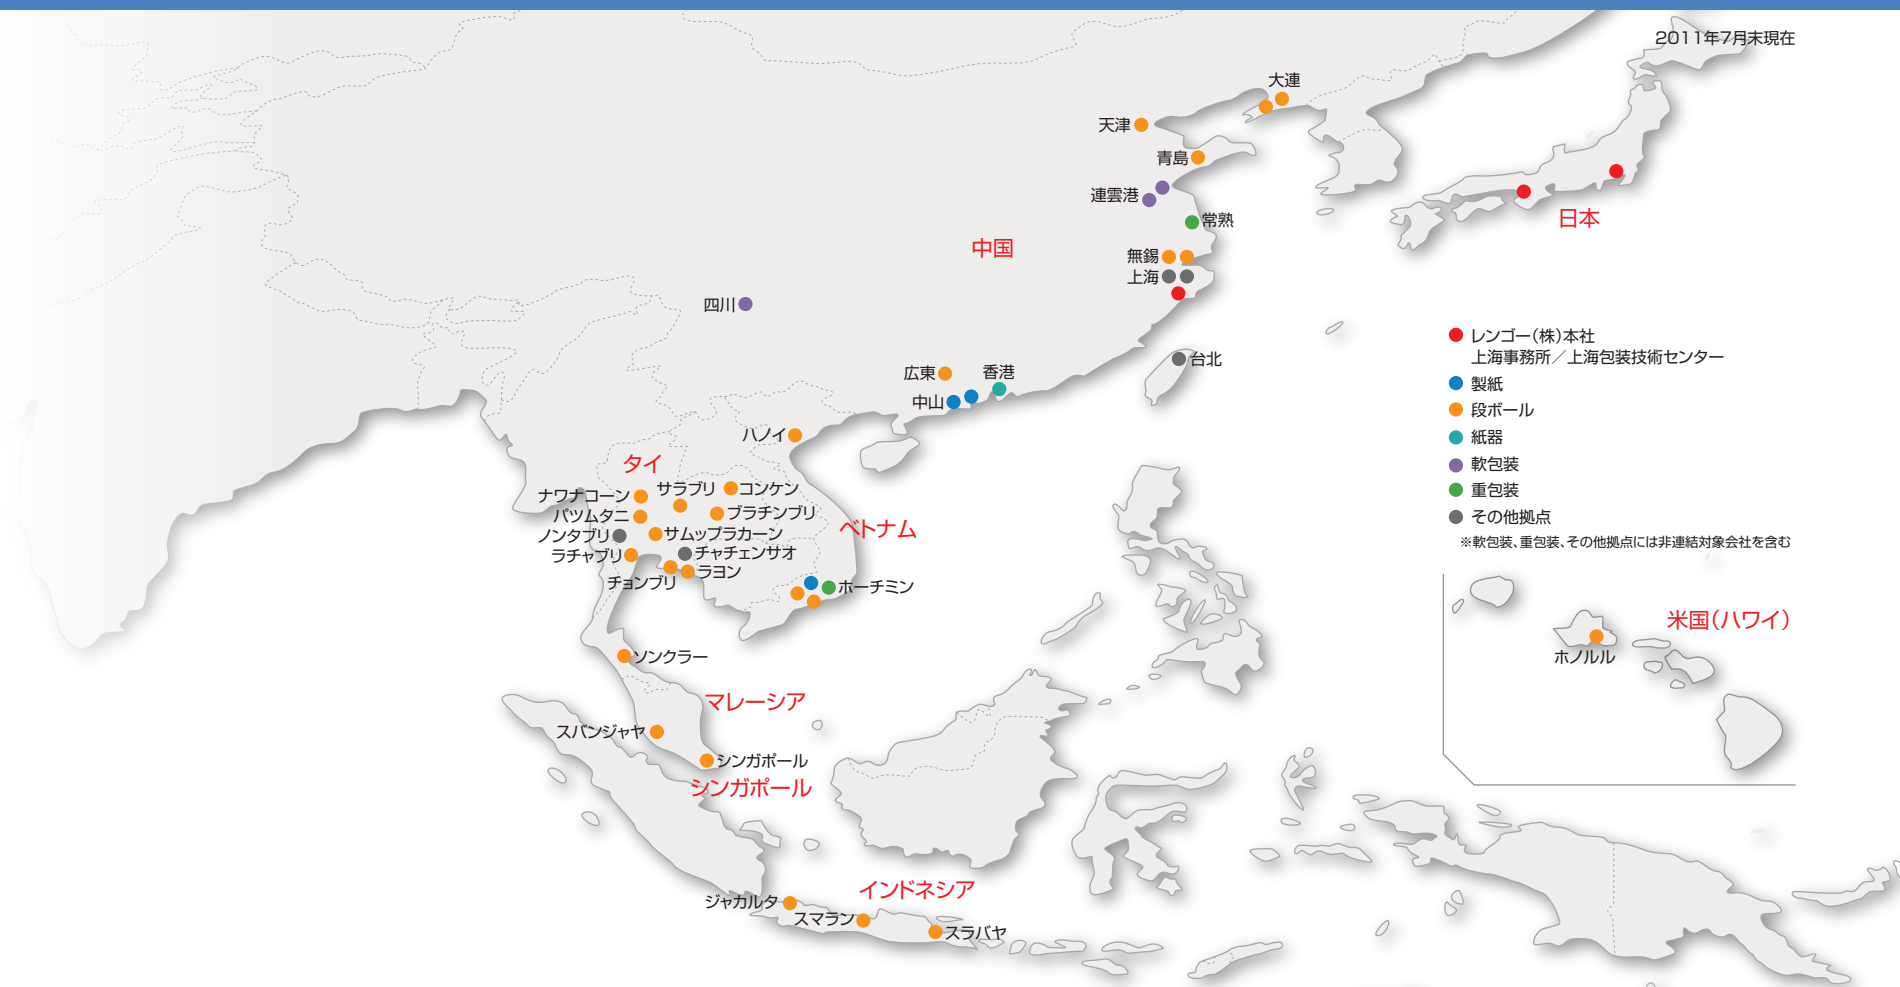 2011年7月末現在
大連
天津
青島
連雲港
常熟
日本
中国
無錫
上海
四川
台北
広東
香港
中山
レンゴー(株)本社
上海事務所／上海包装技術センター
製紙
段ボール
紙器
軟包装
重包装
その他拠点
※軟包装、重包装、その他拠点には非連結対象会社を含む
ハノイ
タイ
ナワナコーン
サラブリ
コンケン
パツムタニ
プラチンブリ
ベトナム
ノンタブリ
サムップラカーン
ラチャブリ
チャチェンサオ
チョンブリ
ラヨン
ホーチミン
米国(ハワイ)
ホノルル
ソンクラー
マレーシア
スバンジャヤ
シンガポール
シンガポール
インドネシア
ジャカルタ
スマラン
スラバヤ